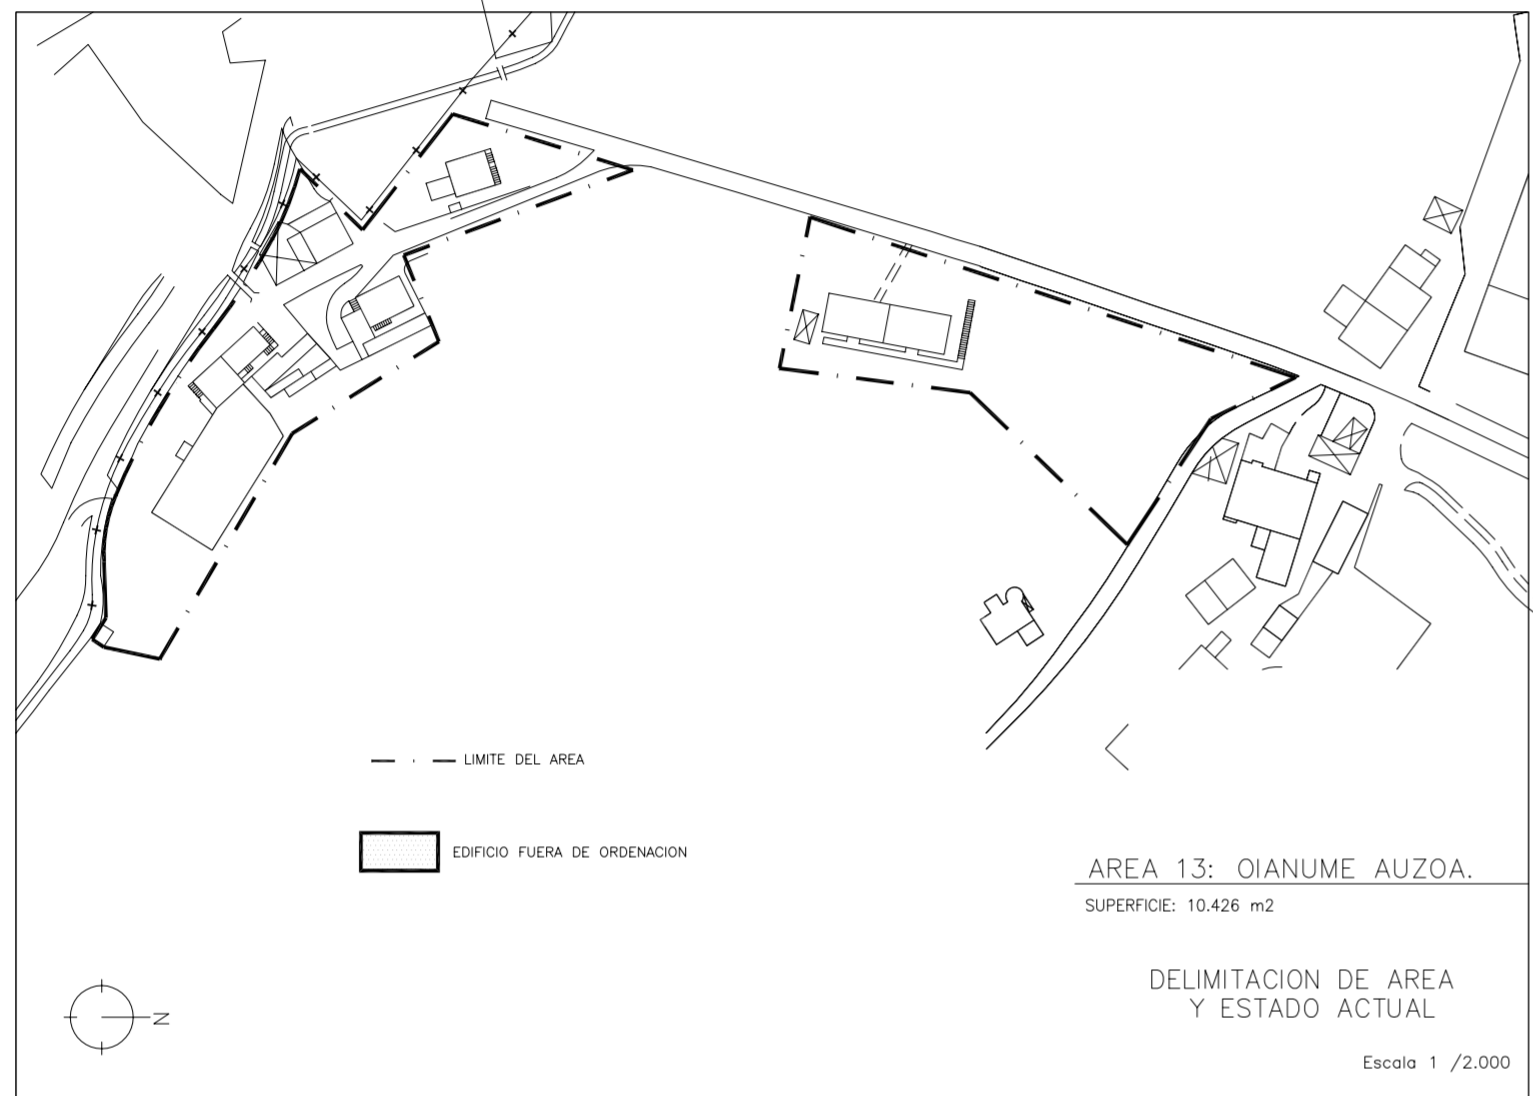 LIMITE DEL AREA
EDIFICIO FUERA DE ORDENACION
AREA 13: OIANUME AUZOA.
SUPERFICIE: 10.426 m2
DELIMITACION DE AREA
Y ESTADO ACTUAL
N
Escala 1 /2.000